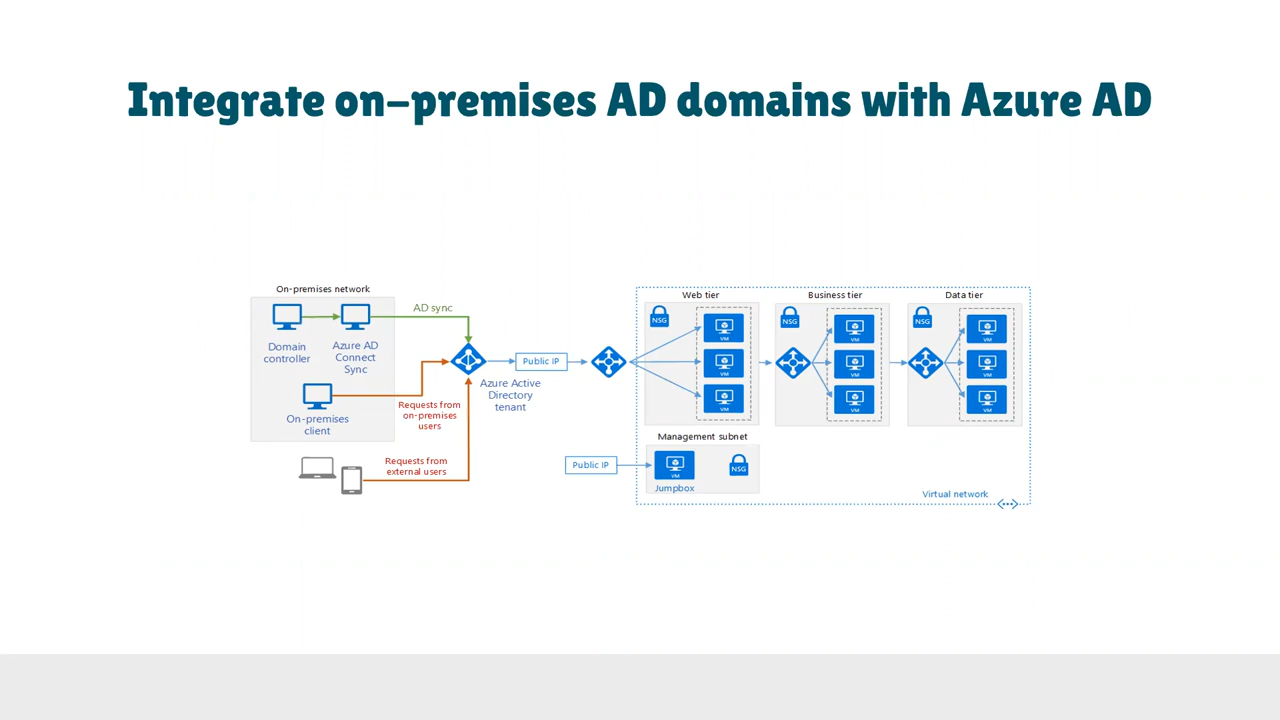 Integrate on-premises AD domains with Azure AD
On-premises network
Domain
controller
Azure AD
Connect
Sync
On-premises
client
AD sync
Requests from
on-premises
users
Requests from
external users
Azure Active
Directory
tenant
Public IP
Web tier
NSG
VM
VM
VM
Business tier
NSG
VM
VM
VM
Data tier
NSG
VM
VM
VM
Management subnet
Public IP
VM
Jumpbox
NSG
Virtual network